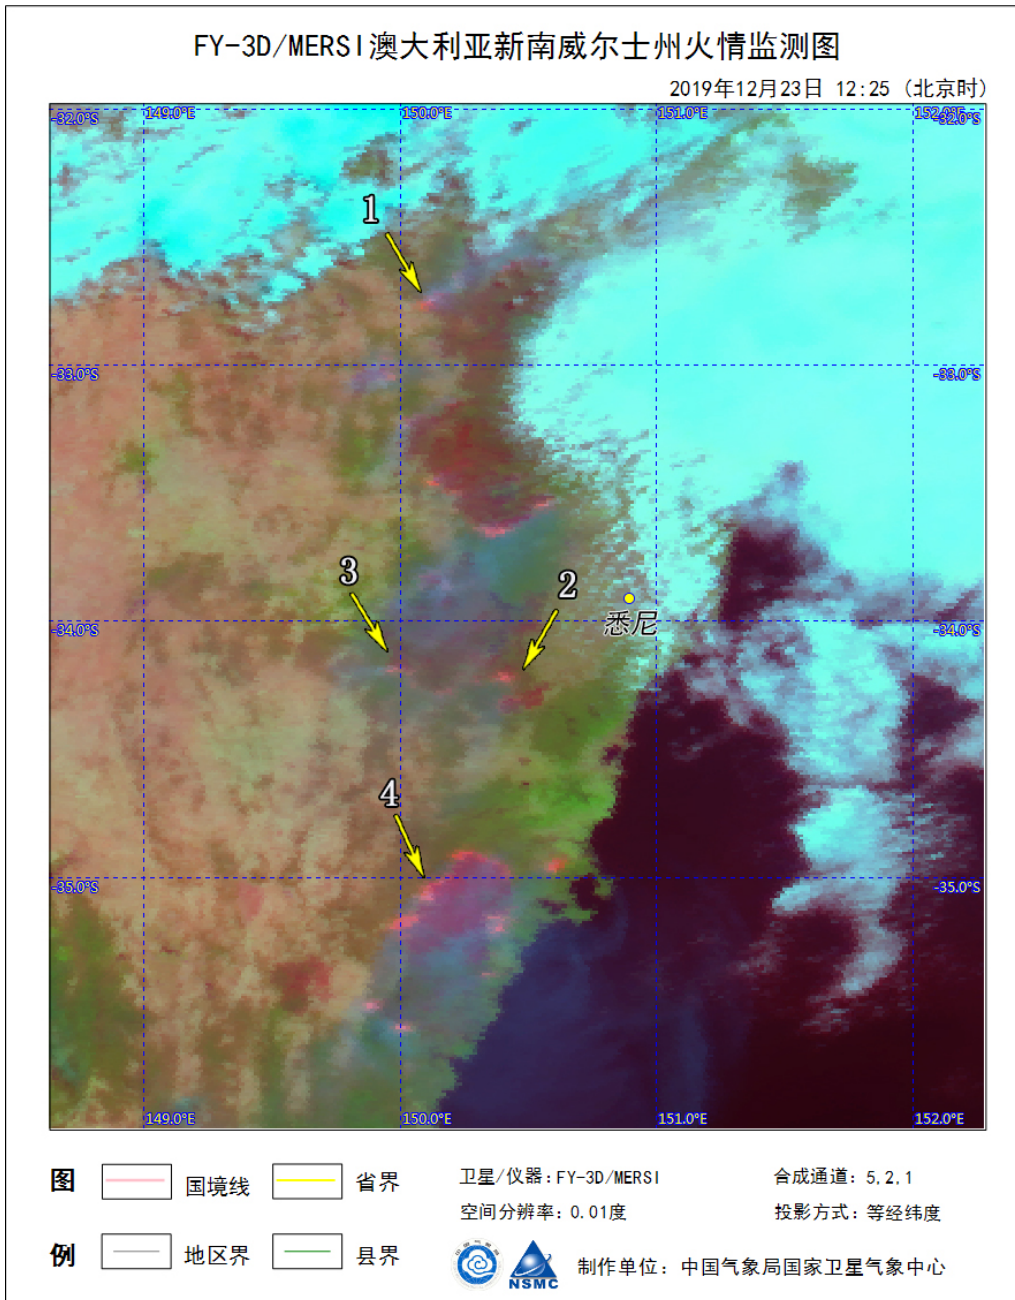 FY-3D/MERSI澳大利亚新南威尔士州火情监测图
2019年12月23日 12:25 (北京时)
149.0°E 150.0°E 151.0°E 152.0°E
-32.0°S -32.0°S
1
-33.0°S -33.0°S
3 2
悉尼
-34.0°S -34.0°S
4
-35.0°S -35.0°S
149.0°E 150.0°E 151.0°E 152.0°E
图 国境线 省界 卫星/仪器:FY-3D/MERSI 合成通道: 5,2,1
空间分辨率: 0.01度 投影方式: 等经纬度
例 地区界 县界 NSMC 制作单位: 中国气象局国家卫星气象中心